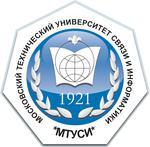 МОСКОВСКИЙ ТЕХНИЧЕСКИЙ УНИВЕРСИТЕТ СВЯЗИ И ИНФОРМАТИКИ
1921
"МТУСИ"